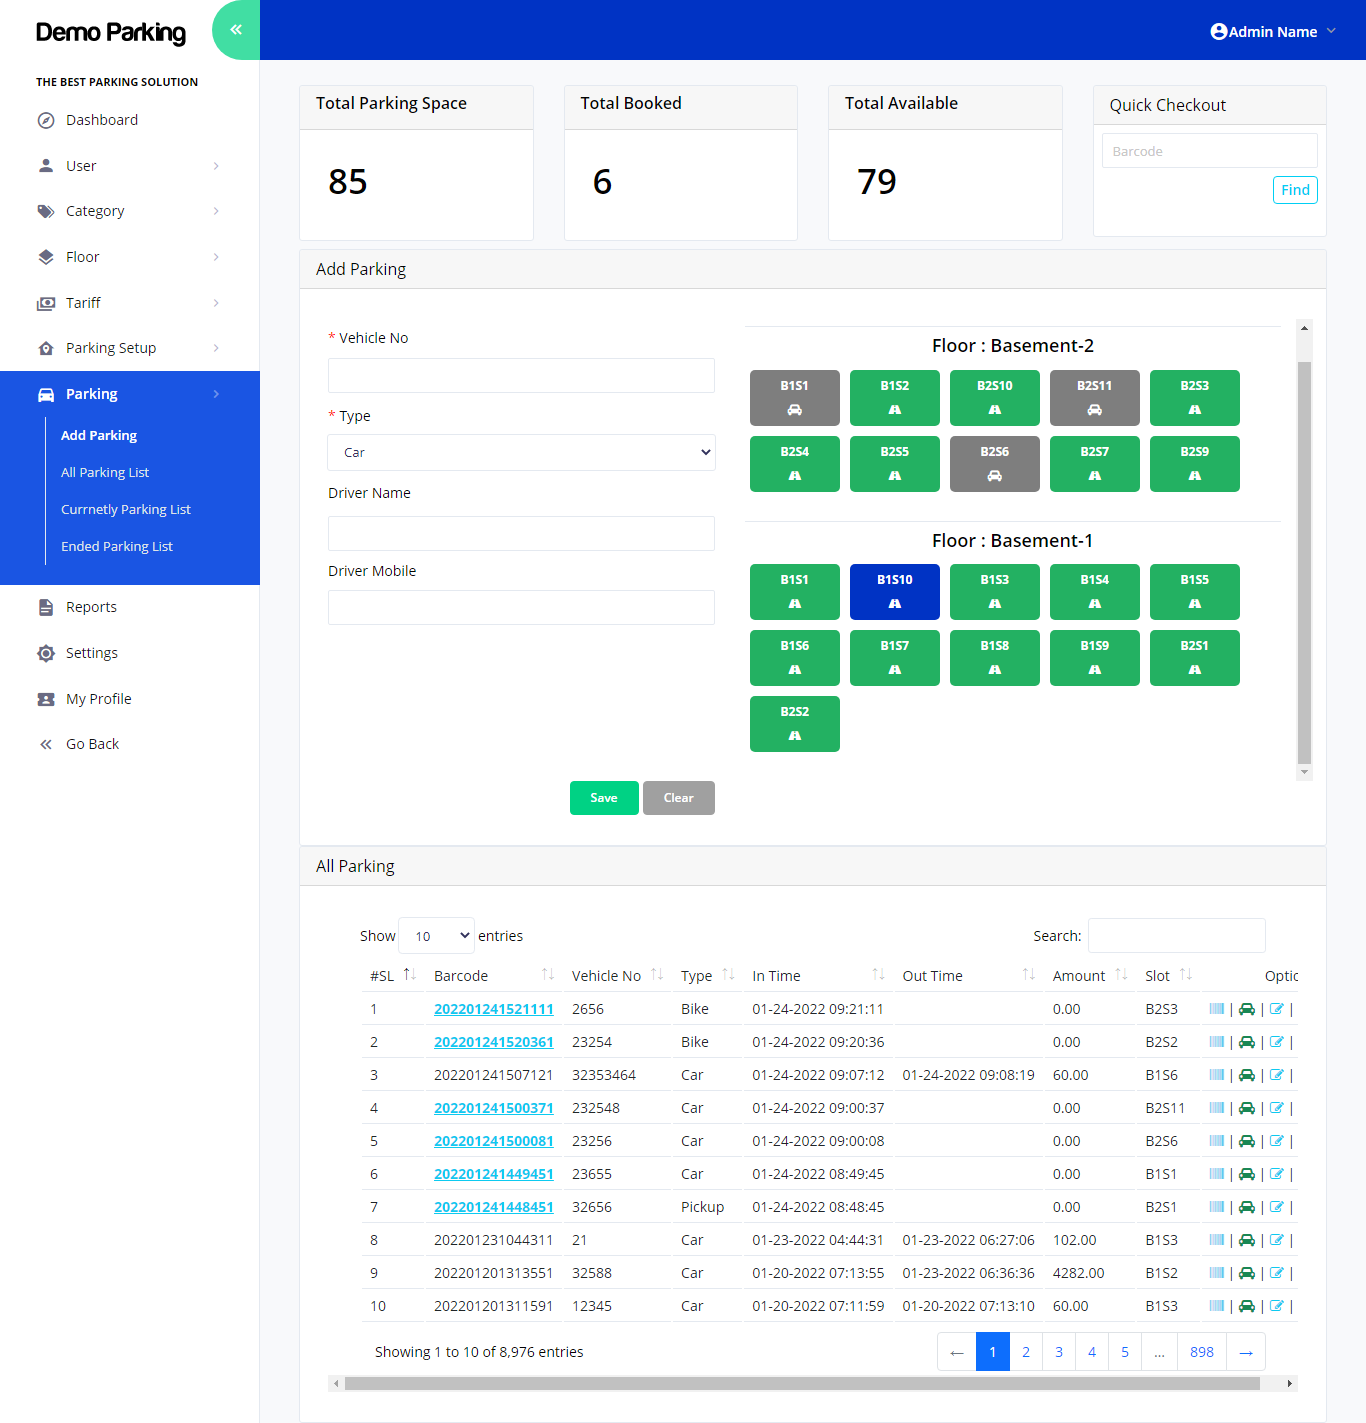 Demo Parking
Admin Name
THE BEST PARKING SOLUTION
Dashboard
User
Category
Floor
Tariff
Parking Setup
Parking
Add Parking
All Parking List
Currnetly Parking List
Ended Parking List
Reports
Settings
My Profile
Go Back
Total Parking Space
85
Total Booked
6
Total Available
79
Quick Checkout
Barcode
Find
Add Parking
* Vehicle No
* Type
Car
Driver Name
Driver Mobile
Save Clear
Floor : Basement-2
B1S1 B1S2 B2S10 B2S11 B2S3
B2S4 B2S5 B2S6 B2S7 B2S9
Floor : Basement-1
B1S1 B1S10 B1S3 B1S4 B1S5
B1S6 B1S7 B1S8 B1S9 B2S1
B2S2
All Parking
Show 10 entries Search:
#SL Barcode Vehicle No Type In Time Out Time Amount Slot Optic
1 202201241521111 2656 Bike 01-24-2022 09:21:11 0.00 B2S3 | | |
2 202201241520361 23254 Bike 01-24-2022 09:20:36 0.00 B2S2 | | |
3 202201241507121 32353464 Car 01-24-2022 09:07:12 01-24-2022 09:08:19 60.00 B1S6 | | |
4 202201241500371 232548 Car 01-24-2022 09:00:37 0.00 B2S11 | | |
5 202201241500081 23256 Car 01-24-2022 09:00:08 0.00 B2S6 | | |
6 202201241449451 23655 Car 01-24-2022 08:49:45 0.00 B1S1 | | |
7 202201241448451 32656 Pickup 01-24-2022 08:48:45 0.00 B2S1 | | |
8 202201231044311 21 Car 01-23-2022 04:44:31 01-23-2022 06:27:06 102.00 B1S3 | | |
9 202201201313551 32588 Car 01-20-2022 07:13:55 01-23-2022 06:36:36 4282.00 B1S2 | | |
10 202201201311591 12345 Car 01-20-2022 07:11:59 01-20-2022 07:13:10 60.00 B1S3 | | |
Showing 1 to 10 of 8,976 entries ← 1 2 3 4 5 ... 898 →